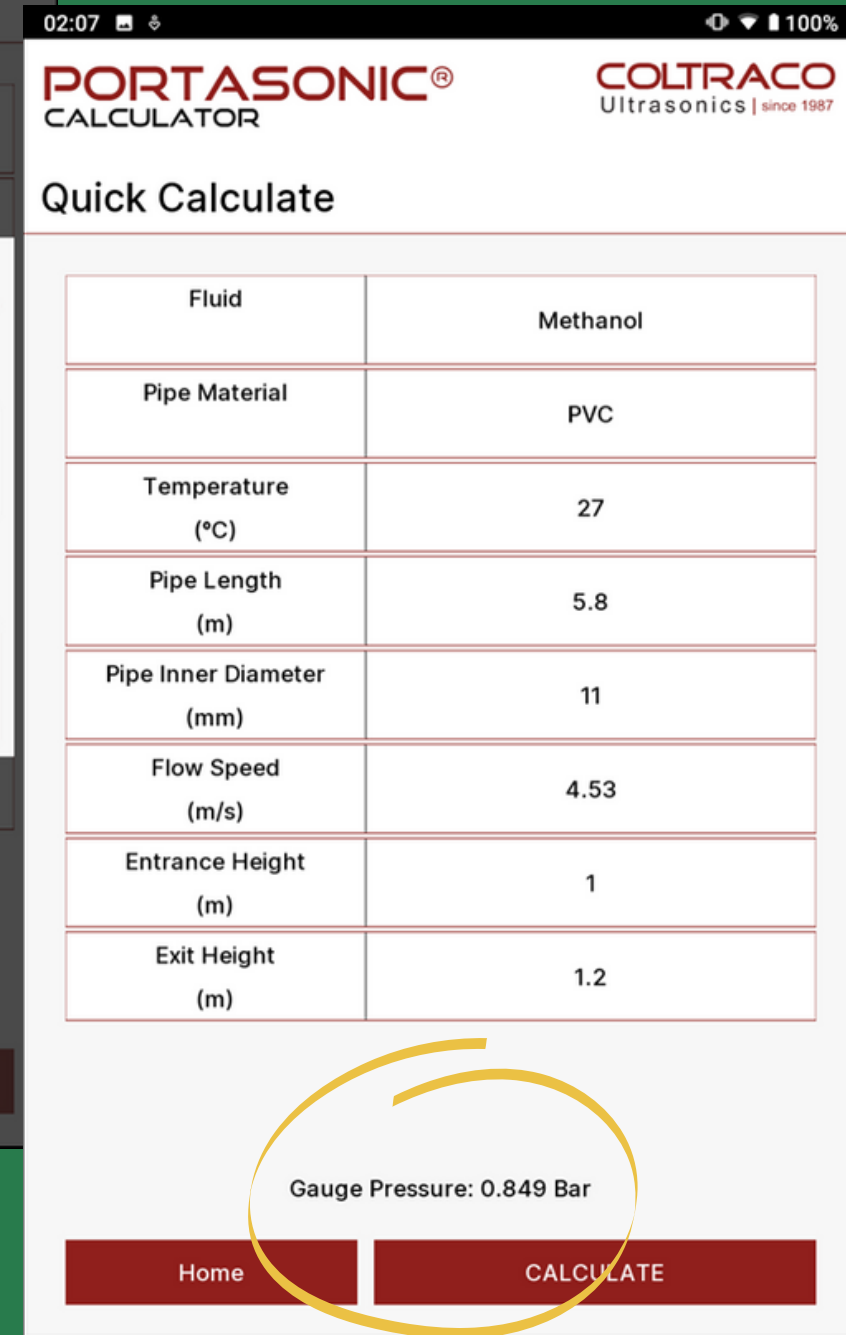 02:07 100%
PORTASONIC®
CALCULATOR
COLTRACO
Ultrasonics | since 1987
Quick Calculate
Fluid Methanol
Pipe Material PVC
Temperature
(°C) 27
Pipe Length
(m) 5.8
Pipe Inner Diameter
(mm) 11
Flow Speed
(m/s) 4.53
Entrance Height
(m) 1
Exit Height
(m) 1.2
Gauge Pressure: 0.849 Bar
Home CALCULATE